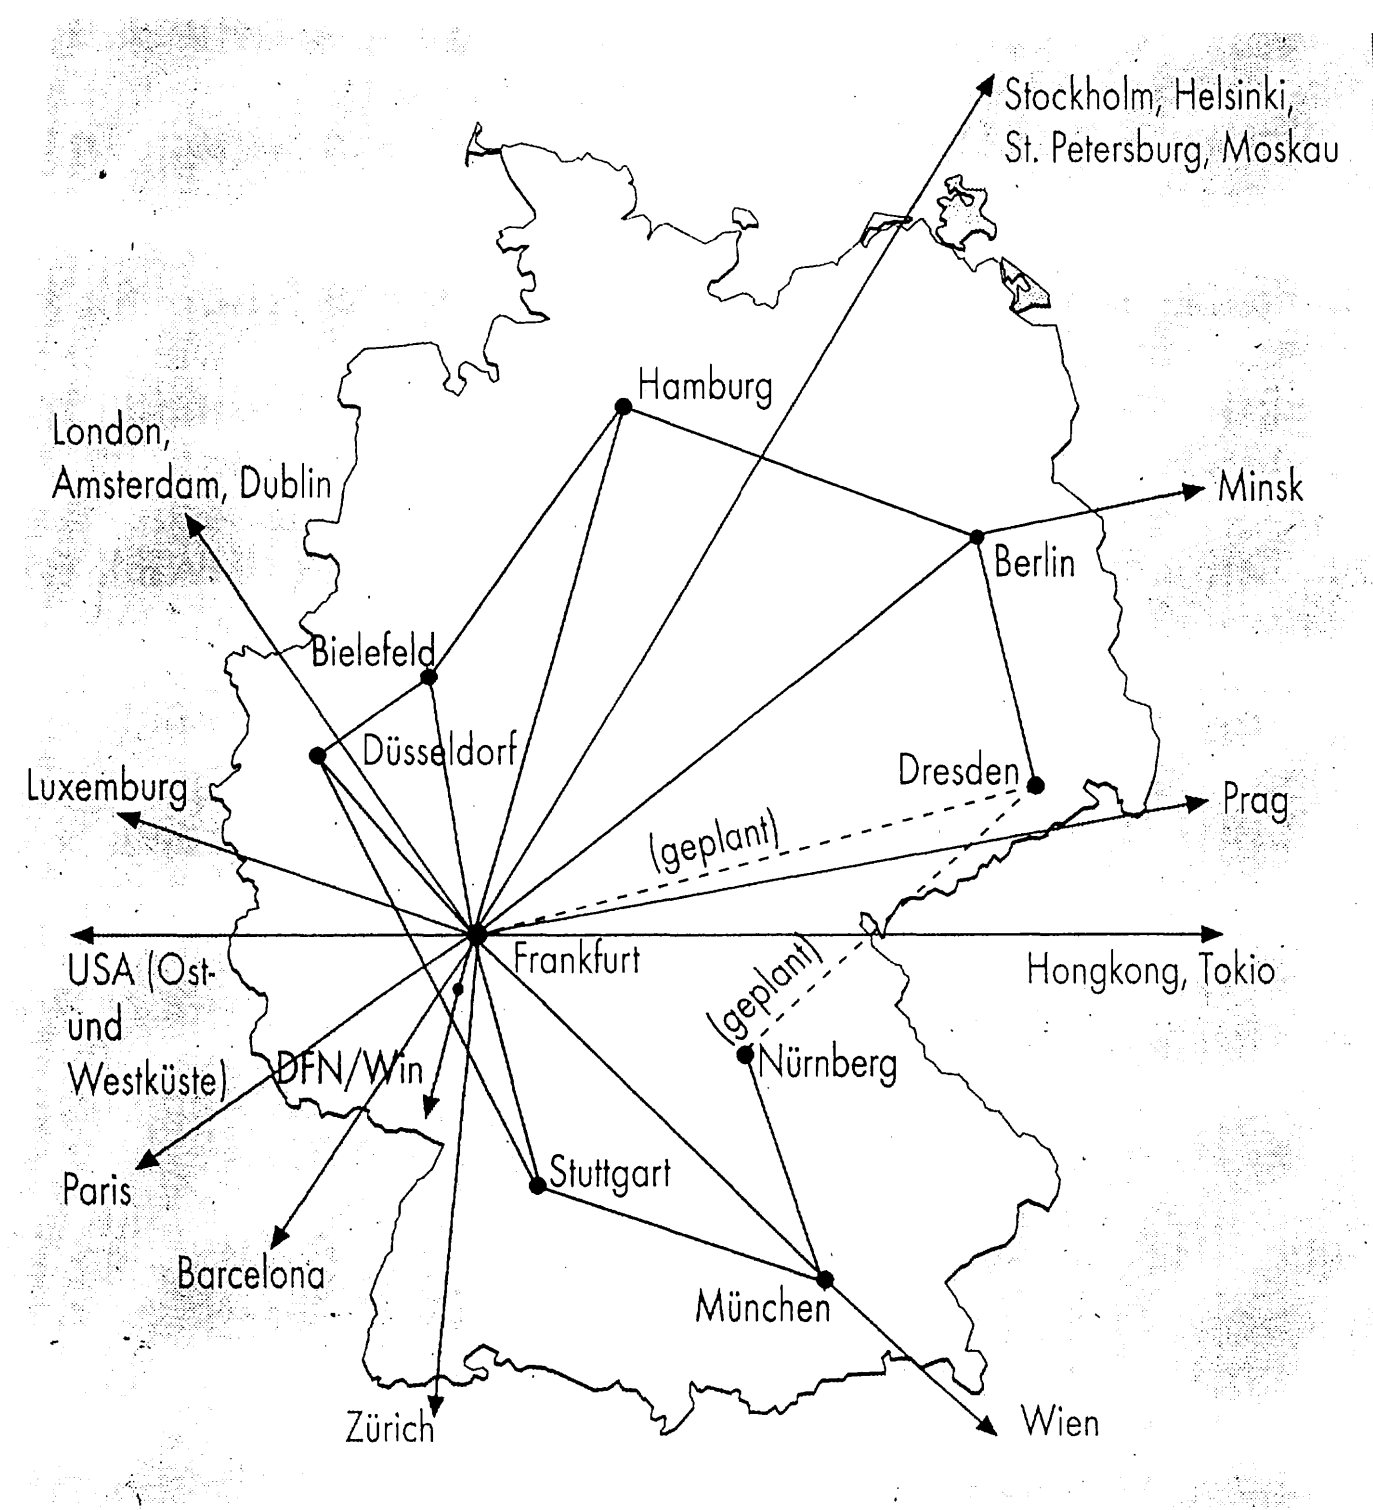 Stockholm, Helsinki,
St. Petersburg, Moskau
Hamburg
London,
Amsterdam, Dublin
Minsk
Berlin
Bielefeld
Düsseldorf
Dresden
Luxemburg
Prag
(geplant)
Frankfurt
USA (Ost-
und
Westküste)
Hongkong, Tokio
(geplant)
DFN/Win
Nürnberg
Stuttgart
Paris
Barcelona
München
Zürich
Wien